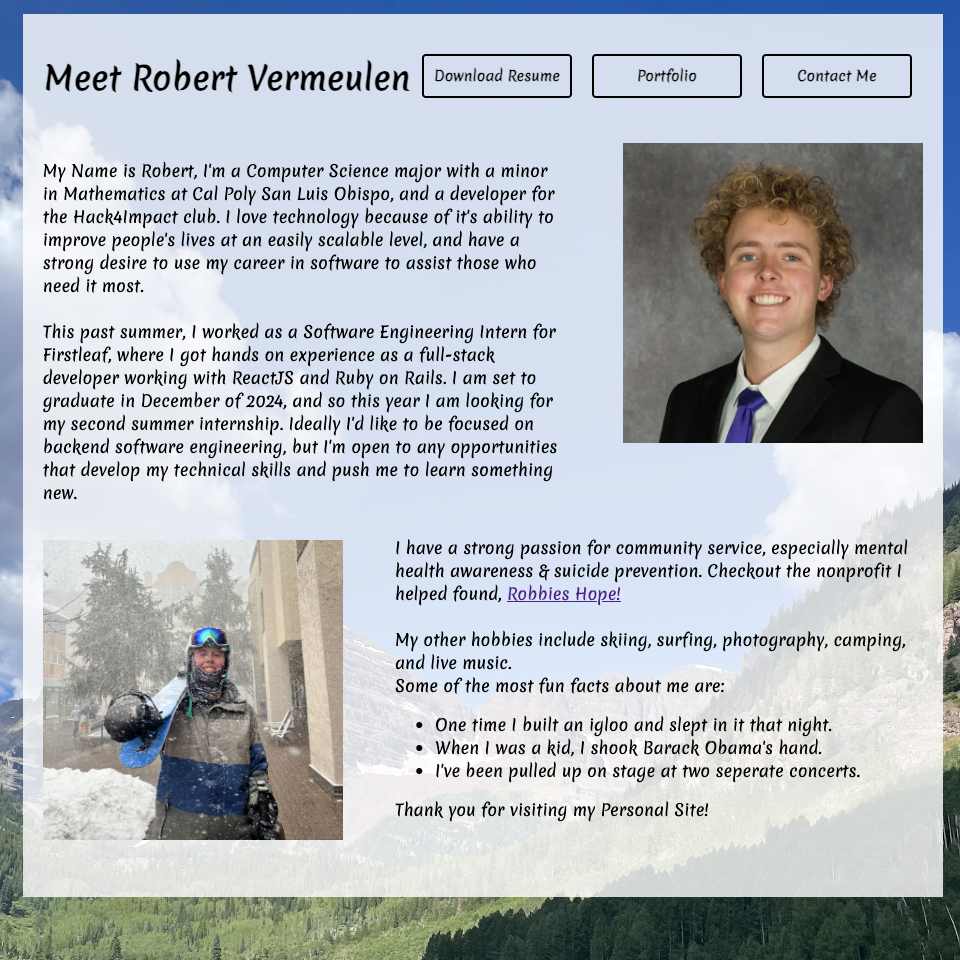 Meet Robert Vermeulen
Download Resume
Portfolio
Contact Me
My Name is Robert, I'm a Computer Science major with a minor
in Mathematics at Cal Poly San Luis Obispo, and a developer for
the Hack4Impact club. I love technology because of it's ability to
improve people's lives at an easily scalable level, and have a
strong desire to use my career in software to assist those who
need it most.
This past summer, I worked as a Software Engineering Intern for
Firstleaf, where I got hands on experience as a full-stack
developer working with ReactJS and Ruby on Rails. I am set to
graduate in December of 2024, and so this year I am looking for
my second summer internship. Ideally I'd like to be focused on
backend software engineering, but I'm open to any opportunities
that develop my technical skills and push me to learn something
new.
I have a strong passion for community service, especially mental
health awareness & suicide prevention. Checkout the nonprofit I
helped found, Robbies Hope!
My other hobbies include skiing, surfing, photography, camping,
and live music.
Some of the most fun facts about me are:
• One time I built an igloo and slept in it that night.
• When I was a kid, I shook Barack Obama's hand.
• I've been pulled up on stage at two seperate concerts.
Thank you for visiting my Personal Site!